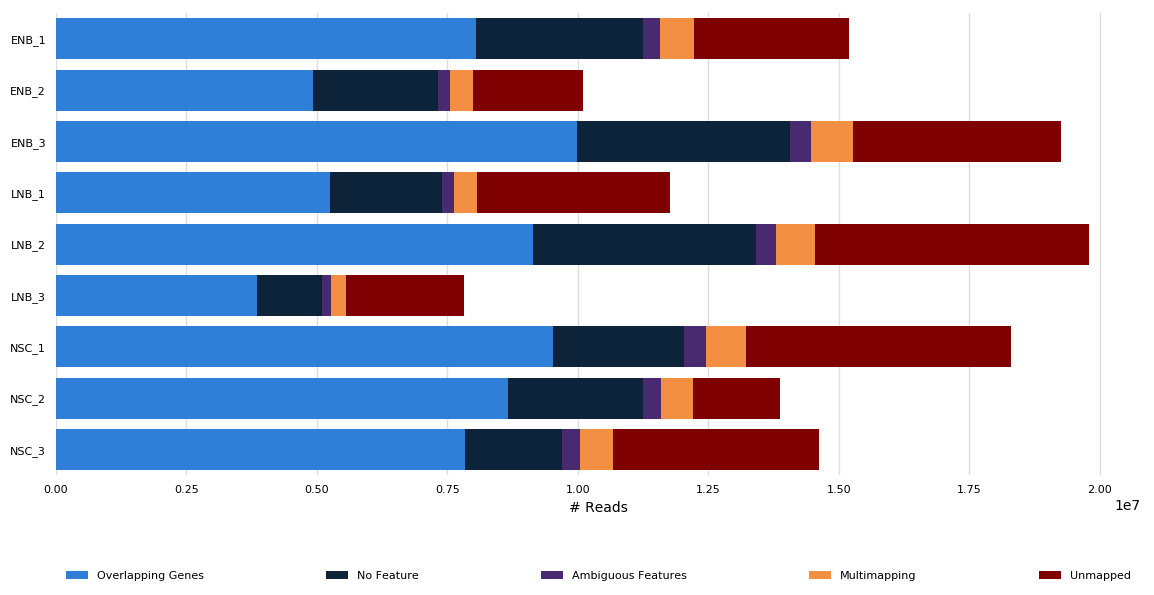 ENB_1
ENB_2
ENB_3
LNB_1
LNB_2
LNB_3
NSC_1
NSC_2
NSC_3
0.00 0.25 0.50 0.75 1.00 1.25 1.50 1.75 2.00
# Reads 1e7
Overlapping Genes No Feature Ambiguous Features Multimapping Unmapped